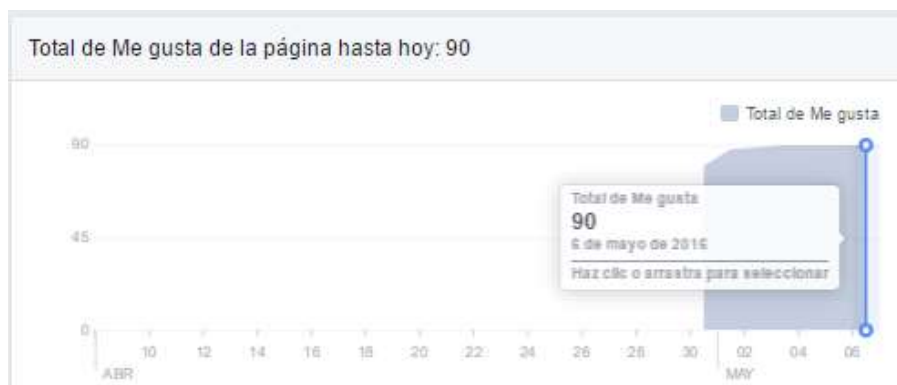 Total de Me gusta de la página hasta hoy: 90
Total de Me gusta
90
45
0
Total de Me gusta
90
6 de mayo de 2016
Haz clic o arrastra para seleccionar
10 12 14 16 18 20 22 24 26 28 30 02 04 06
ABR MAY